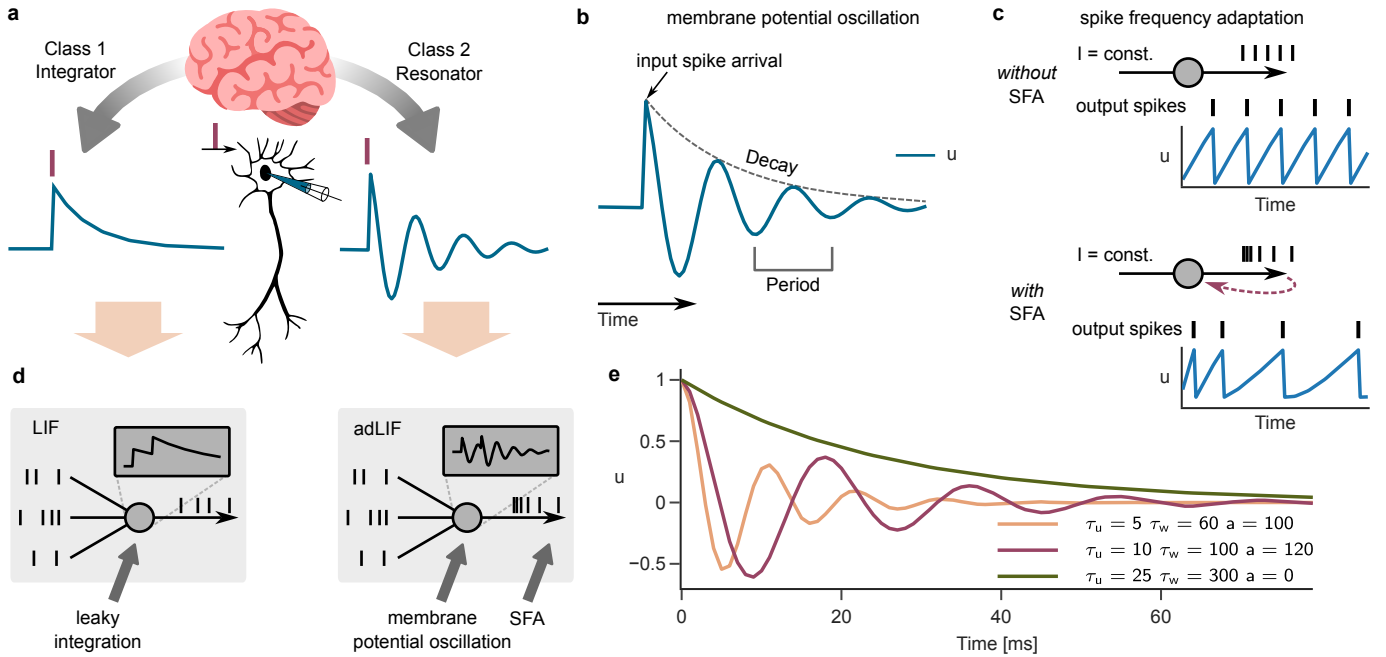 a
Class 1
Integrator
Class 2
Resonator
b
membrane potential oscillation
input spike arrival
Decay
u
Period
Time
c
spike frequency adaptation
without
SFA
I = const.
output spikes
u
Time
with
SFA
I = const.
output spikes
u
Time
d
LIF
leaky
integration
adLIF
membrane
potential oscillation
SFA
e
1
0.5
0
−0.5
u
0
20
40
60
Time [ms]
τu = 5 τw = 60 a = 100
τu = 10 τw = 100 a = 120
τu = 25 τw = 300 a = 0